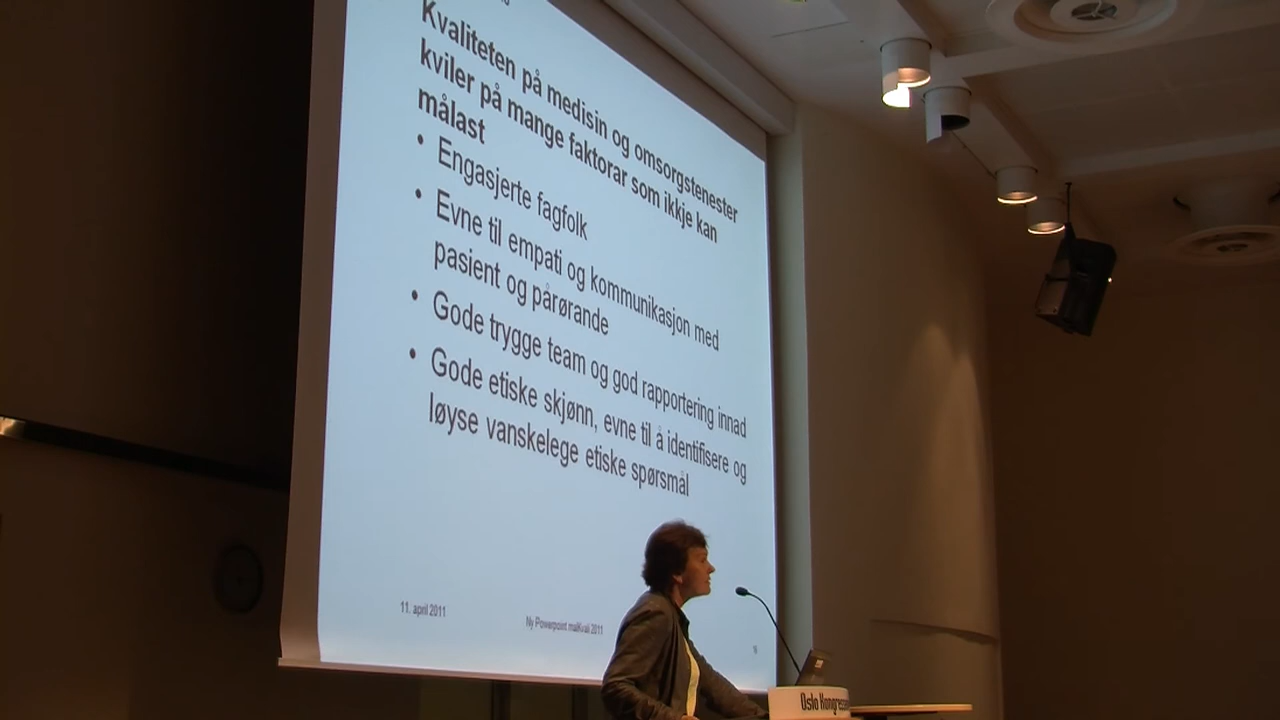 Kvaliteten på medisin og omsorgstenester
kviler på mange faktorar som ikkje kan
målast
• Engasjerte fagfolk
• Evne til empati og kommunikasjon med
pasient og pårørande
• Gode trygge team og god rapportering innad
• Gode etiske skjønn, evne til å identifisere og
løyse vanskelege etiske spørsmål
11. april 2011
Ny Powerpoint malKvali 2011
Oslo